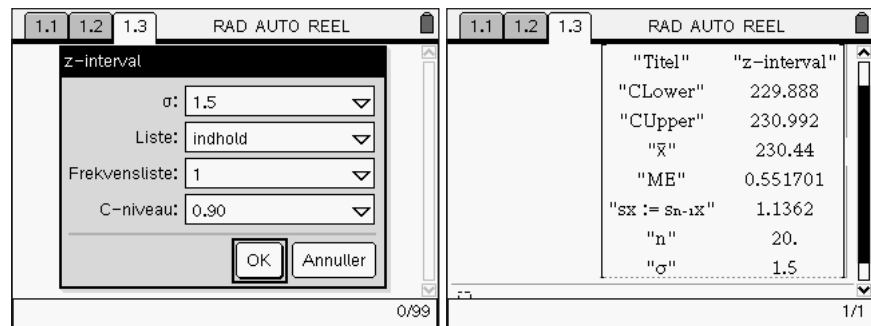 1.1 1.2 1.3 RAD AUTO REEL
z-interval
σ: 1.5
Liste: indhold
Frekvensliste: 1
C-niveau: 0.90
OK Annuller
0/99
1.1 1.2 1.3 RAD AUTO REEL
"Titel" "z-interval"
"CLower" 229.888
"CUpper" 230.992
"x̄" 230.44
"ME" 0.551701
"sx := sn-1x" 1.1362
"n" 20.
"σ" 1.5
1/1